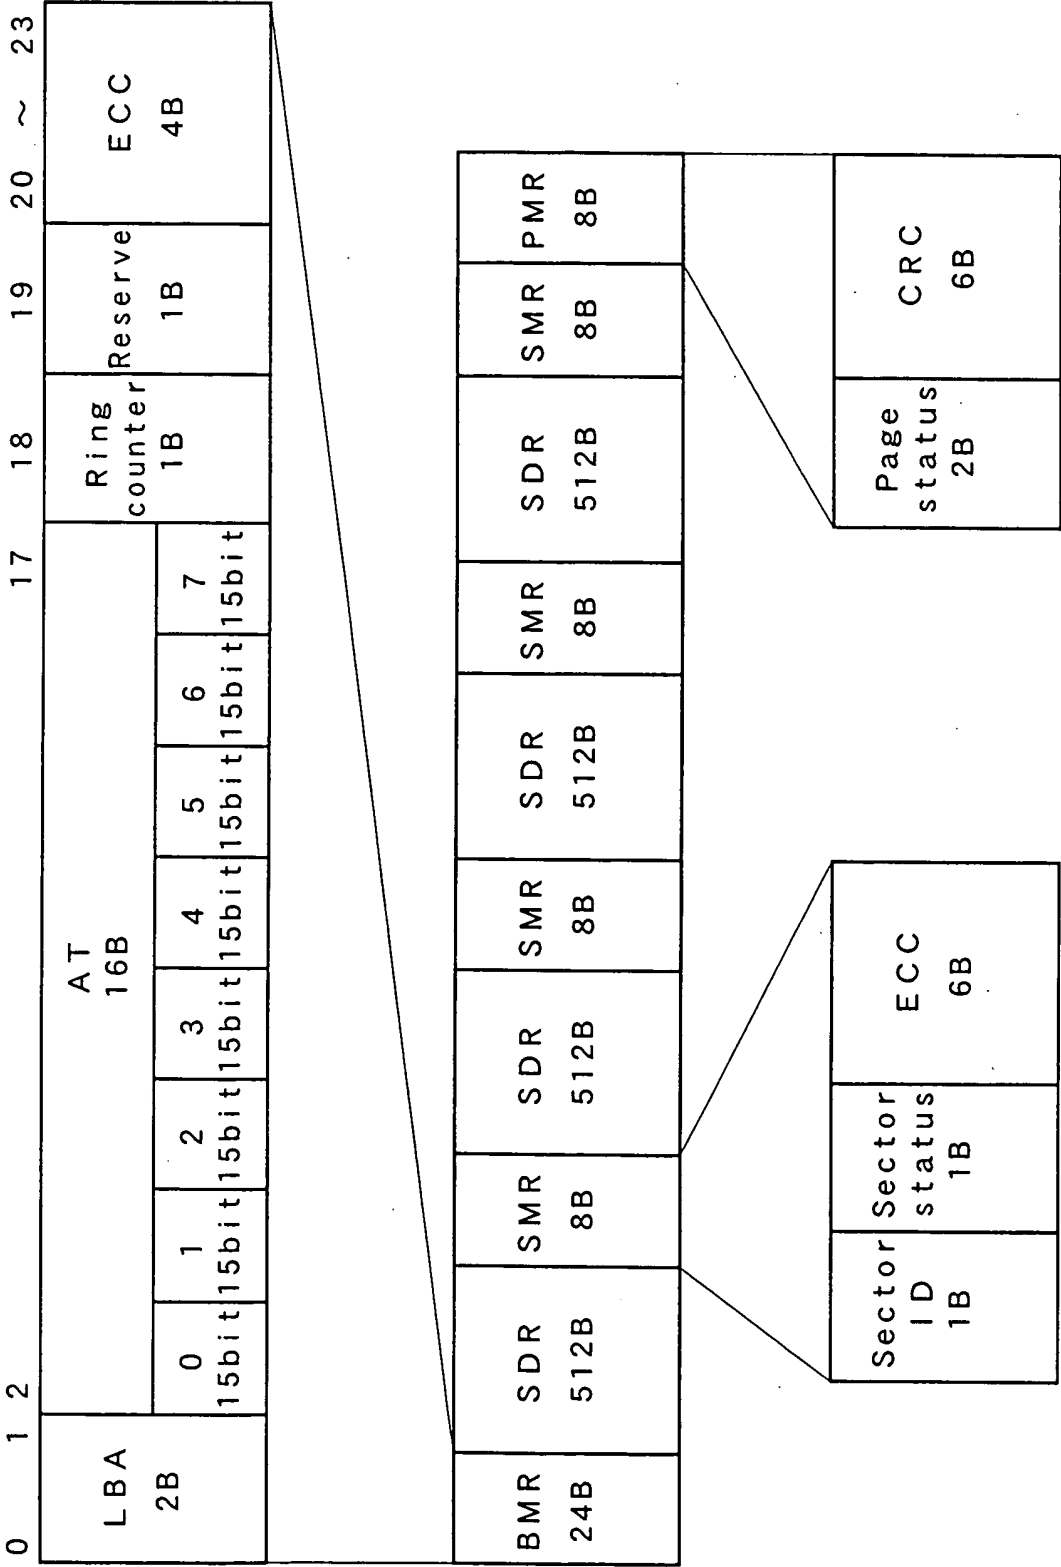 0 1 2 17 18 19 20 ~ 23
LBA
2B
AT
16B
0
15bit
1
15bit
2
15bit
3
15bit
4
15bit
5
15bit
6
15bit
7
15bit
Ring
counter
1B
Reserve
1B
ECC
4B
BMR
24B
SDR
512B
SMR
8B
SDR
512B
SMR
8B
SDR
512B
SMR
8B
SDR
512B
SMR
8B
PMR
8B
Sector
ID
1B
Sector
status
1B
ECC
6B
Page
status
2B
CRC
6B